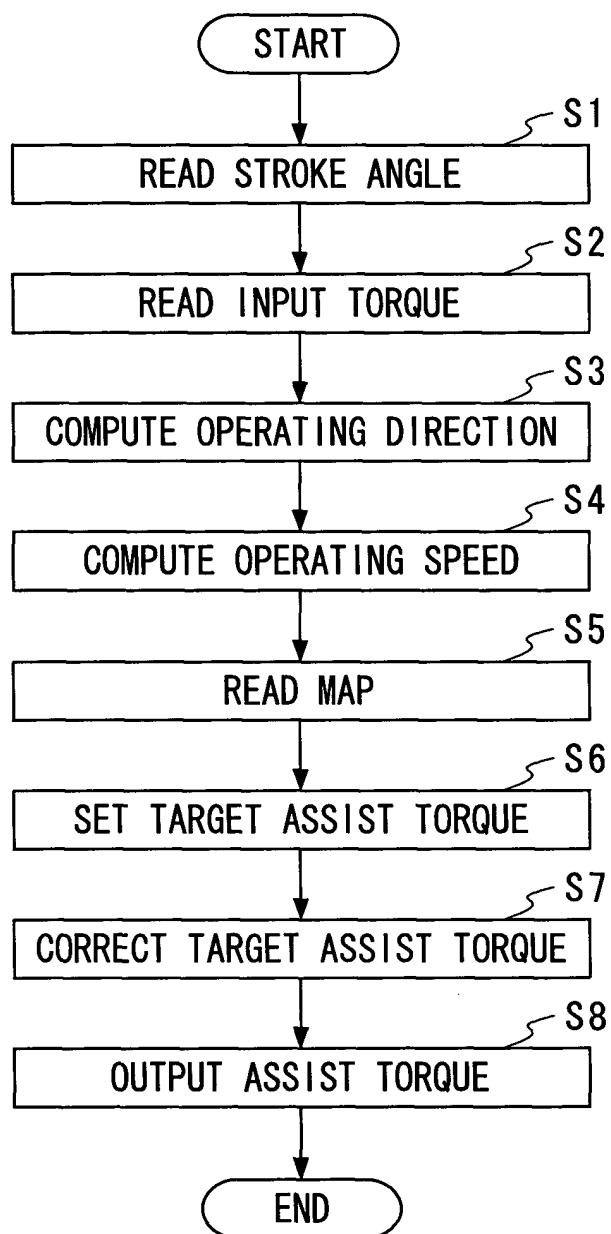 START
S1
READ STROKE ANGLE
S2
READ INPUT TORQUE
S3
COMPUTE OPERATING DIRECTION
S4
COMPUTE OPERATING SPEED
S5
READ MAP
S6
SET TARGET ASSIST TORQUE
S7
CORRECT TARGET ASSIST TORQUE
S8
OUTPUT ASSIST TORQUE
END